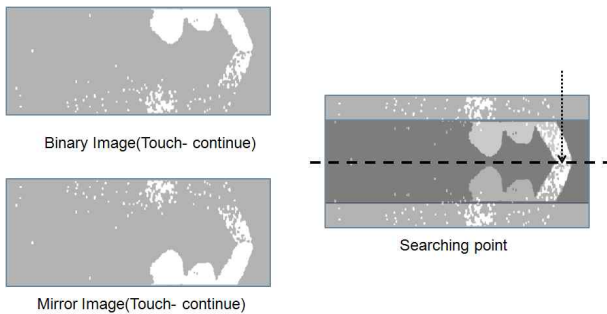 Binary Image(Touch- continue)
Mirror Image(Touch- continue)
Searching point